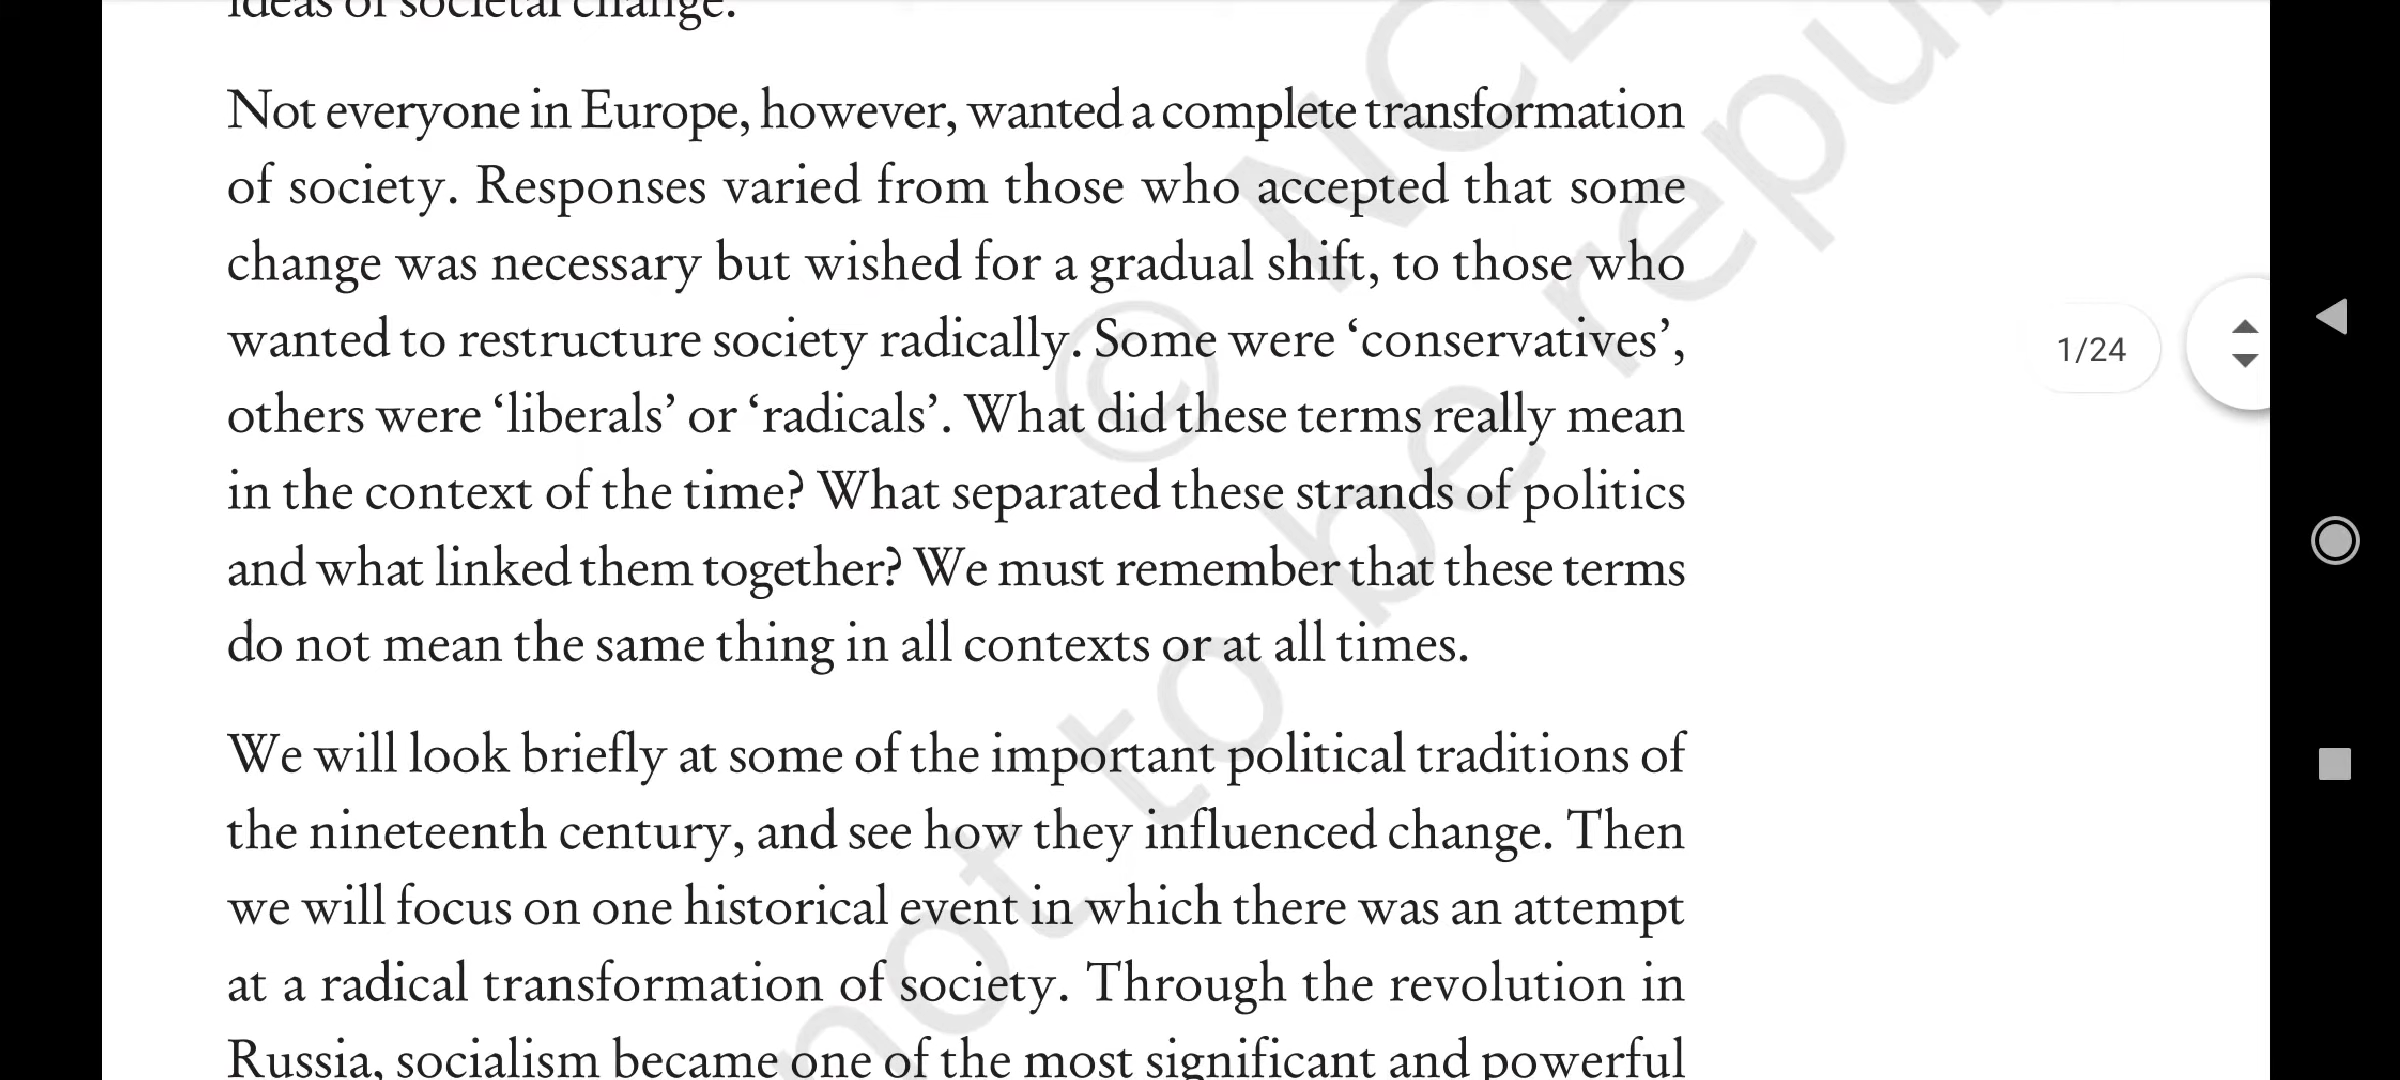 ideas of societal change.
Not everyone in Europe, however, wanted a complete transformation
of society. Responses varied from those who accepted that some
change was necessary but wished for a gradual shift, to those who
wanted to restructure society radically. Some were ‘conservatives’,
others were ‘liberals’ or ‘radicals’. What did these terms really mean
in the context of the time? What separated these strands of politics
and what linked them together? We must remember that these terms
do not mean the same thing in all contexts or at all times.
We will look briefly at some of the important political traditions of
the nineteenth century, and see how they influenced change. Then
we will focus on one historical event in which there was an attempt
at a radical transformation of society. Through the revolution in
Russia, socialism became one of the most significant and powerful
1/24
©
not to be